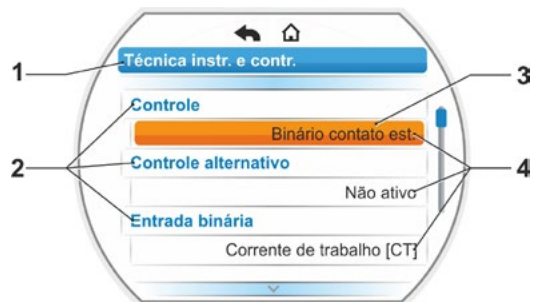 1
Técnica instr. e contr.
3
Controle
Binário contato est.
2
Controle alternativo
4
Não ativo
Entrada binária
Corrente de trabalho [CT]